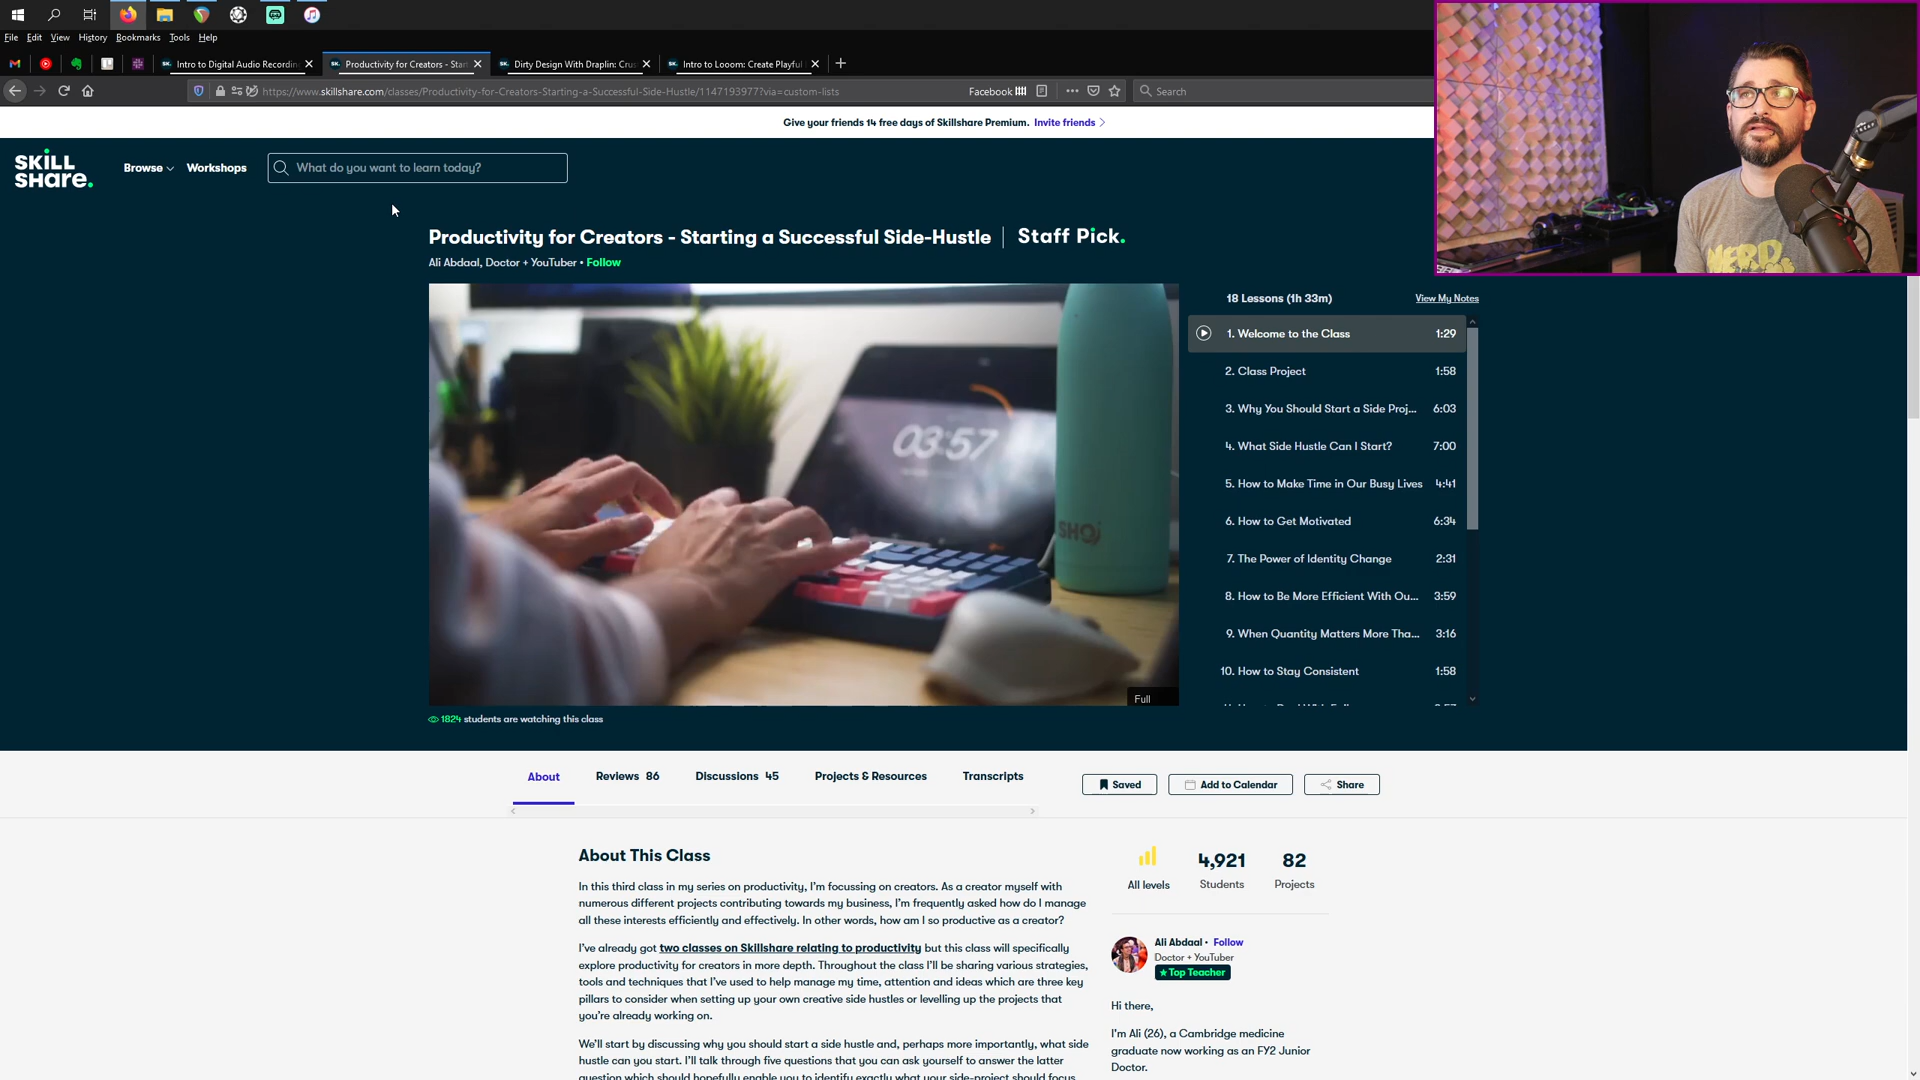 File Edit View History Bookmarks Tools Help
Intro to Digital Audio Recordin
Productivity for Creators - Star
Dirty Design With Draplin: Crus
Intro to Looom: Create Playful
https://www.skillshare.com/classes/Productivity-for-Creators-Starting-a-Successful-Side-Hustle/1147193977?via=custom-lists
Facebook
Search
Give your friends 14 free days of Skillshare Premium. Invite friends
SKILL
SHARE.
Browse
Workshops
What do you want to learn today?
NERD
Productivity for Creators - Starting a Successful Side-Hustle
Staff Pick.
Ali Abdaal, Doctor + YouTuber • Follow
03:57
SHO
Full
18 Lessons (1h 33m)
View My Notes
1. Welcome to the Class 1:29
2. Class Project 1:58
3. Why You Should Start a Side Proj... 6:03
4. What Side Hustle Can I Start? 7:00
5. How to Make Time in Our Busy Lives 4:41
6. How to Get Motivated 6:34
7. The Power of Identity Change 2:31
8. How to Be More Efficient With Ou... 3:59
9. When Quantity Matters More Tha... 3:16
10. How to Stay Consistent 1:58
1824 students are watching this class
About
Reviews 86
Discussions 45
Projects & Resources
Transcripts
Saved
Add to Calendar
Share
About This Class
In this third class in my series on productivity, I'm focussing on creators. As a creator myself with
numerous different projects contributing towards my business, I'm frequently asked how do I manage
all these interests efficiently and effectively. In other words, how am I so productive as a creator?
I've already got two classes on Skillshare relating to productivity but this class will specifically
explore productivity for creators in more depth. Throughout the class I'll be sharing various strategies,
tools and techniques that I've used to help manage my time, attention and ideas which are three key
pillars to consider when setting up your own creative side hustles or levelling up the projects that
you're already working on.
We'll start by discussing why you should start a side hustle and, perhaps more importantly, what side
hustle can you start. I'll talk through five questions that you can ask yourself to answer the latter
question which should hopefully enable you to identify exactly what your side-project should focus
All levels
4,921
Students
82
Projects
Ali Abdaal • Follow
Doctor + YouTuber
Top Teacher
Hi there,
I'm Ali (26), a Cambridge medicine
graduate now working as an FY2 Junior
Doctor.